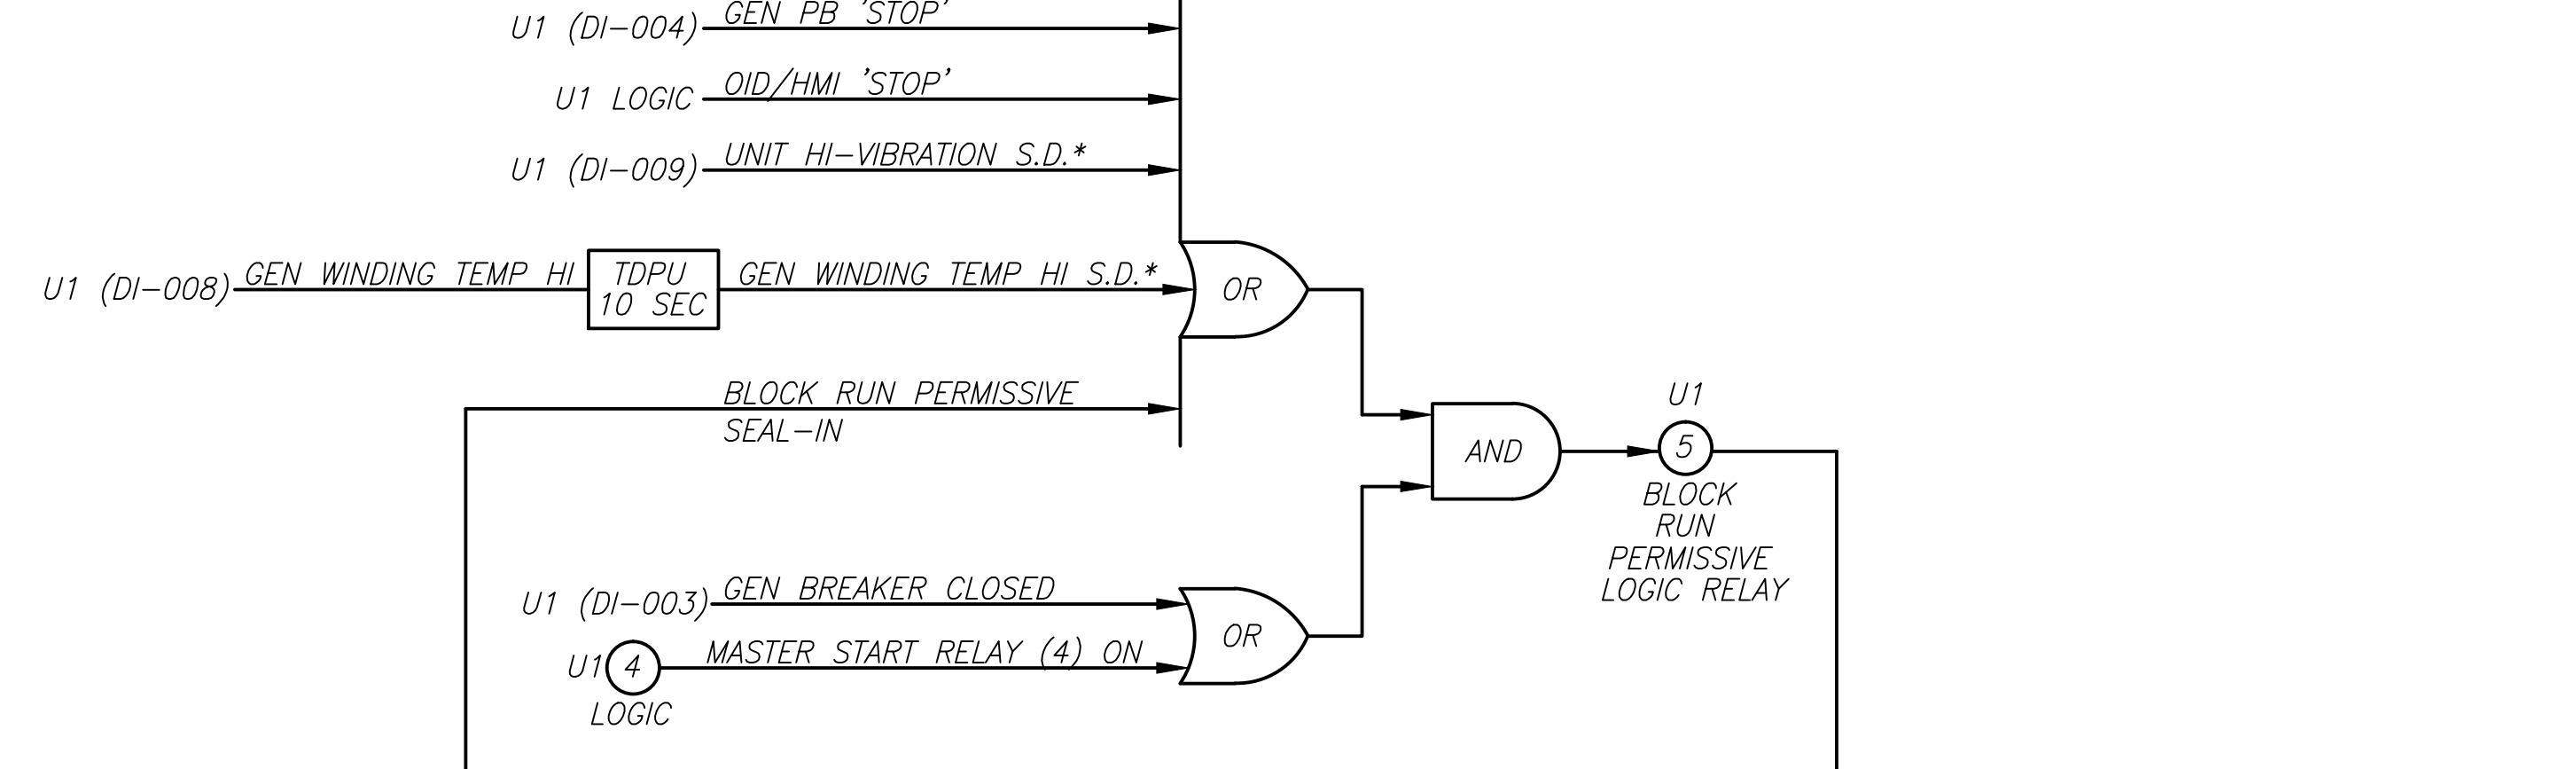 GEN PB 'STOP'
U1 (DI-004)
OID/HMI 'STOP'
U1 LOGIC
UNIT HI-VIBRATION S.D.*
U1 (DI-009)
U1 (DI-008)
GEN WINDING TEMP HI
TDPU
10 SEC
GEN WINDING TEMP HI S.D.*
OR
BLOCK RUN PERMISSIVE
SEAL-IN
AND
U1
5
BLOCK
RUN
PERMISSIVE
LOGIC RELAY
U1 (DI-003)
GEN BREAKER CLOSED
OR
U1
4
LOGIC
MASTER START RELAY (4) ON